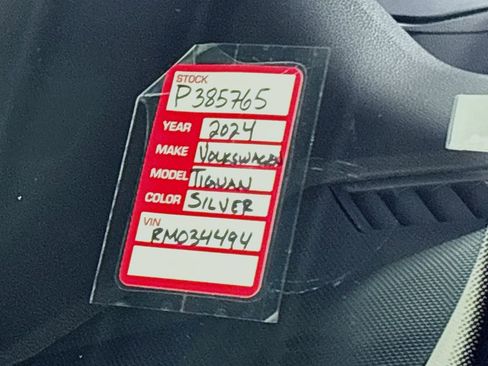 STOCK
P385765
YEAR 2024
MAKE VOLKSWAGEN
MODEL TIGUAN
COLOR SILVER
VIN
RM034494